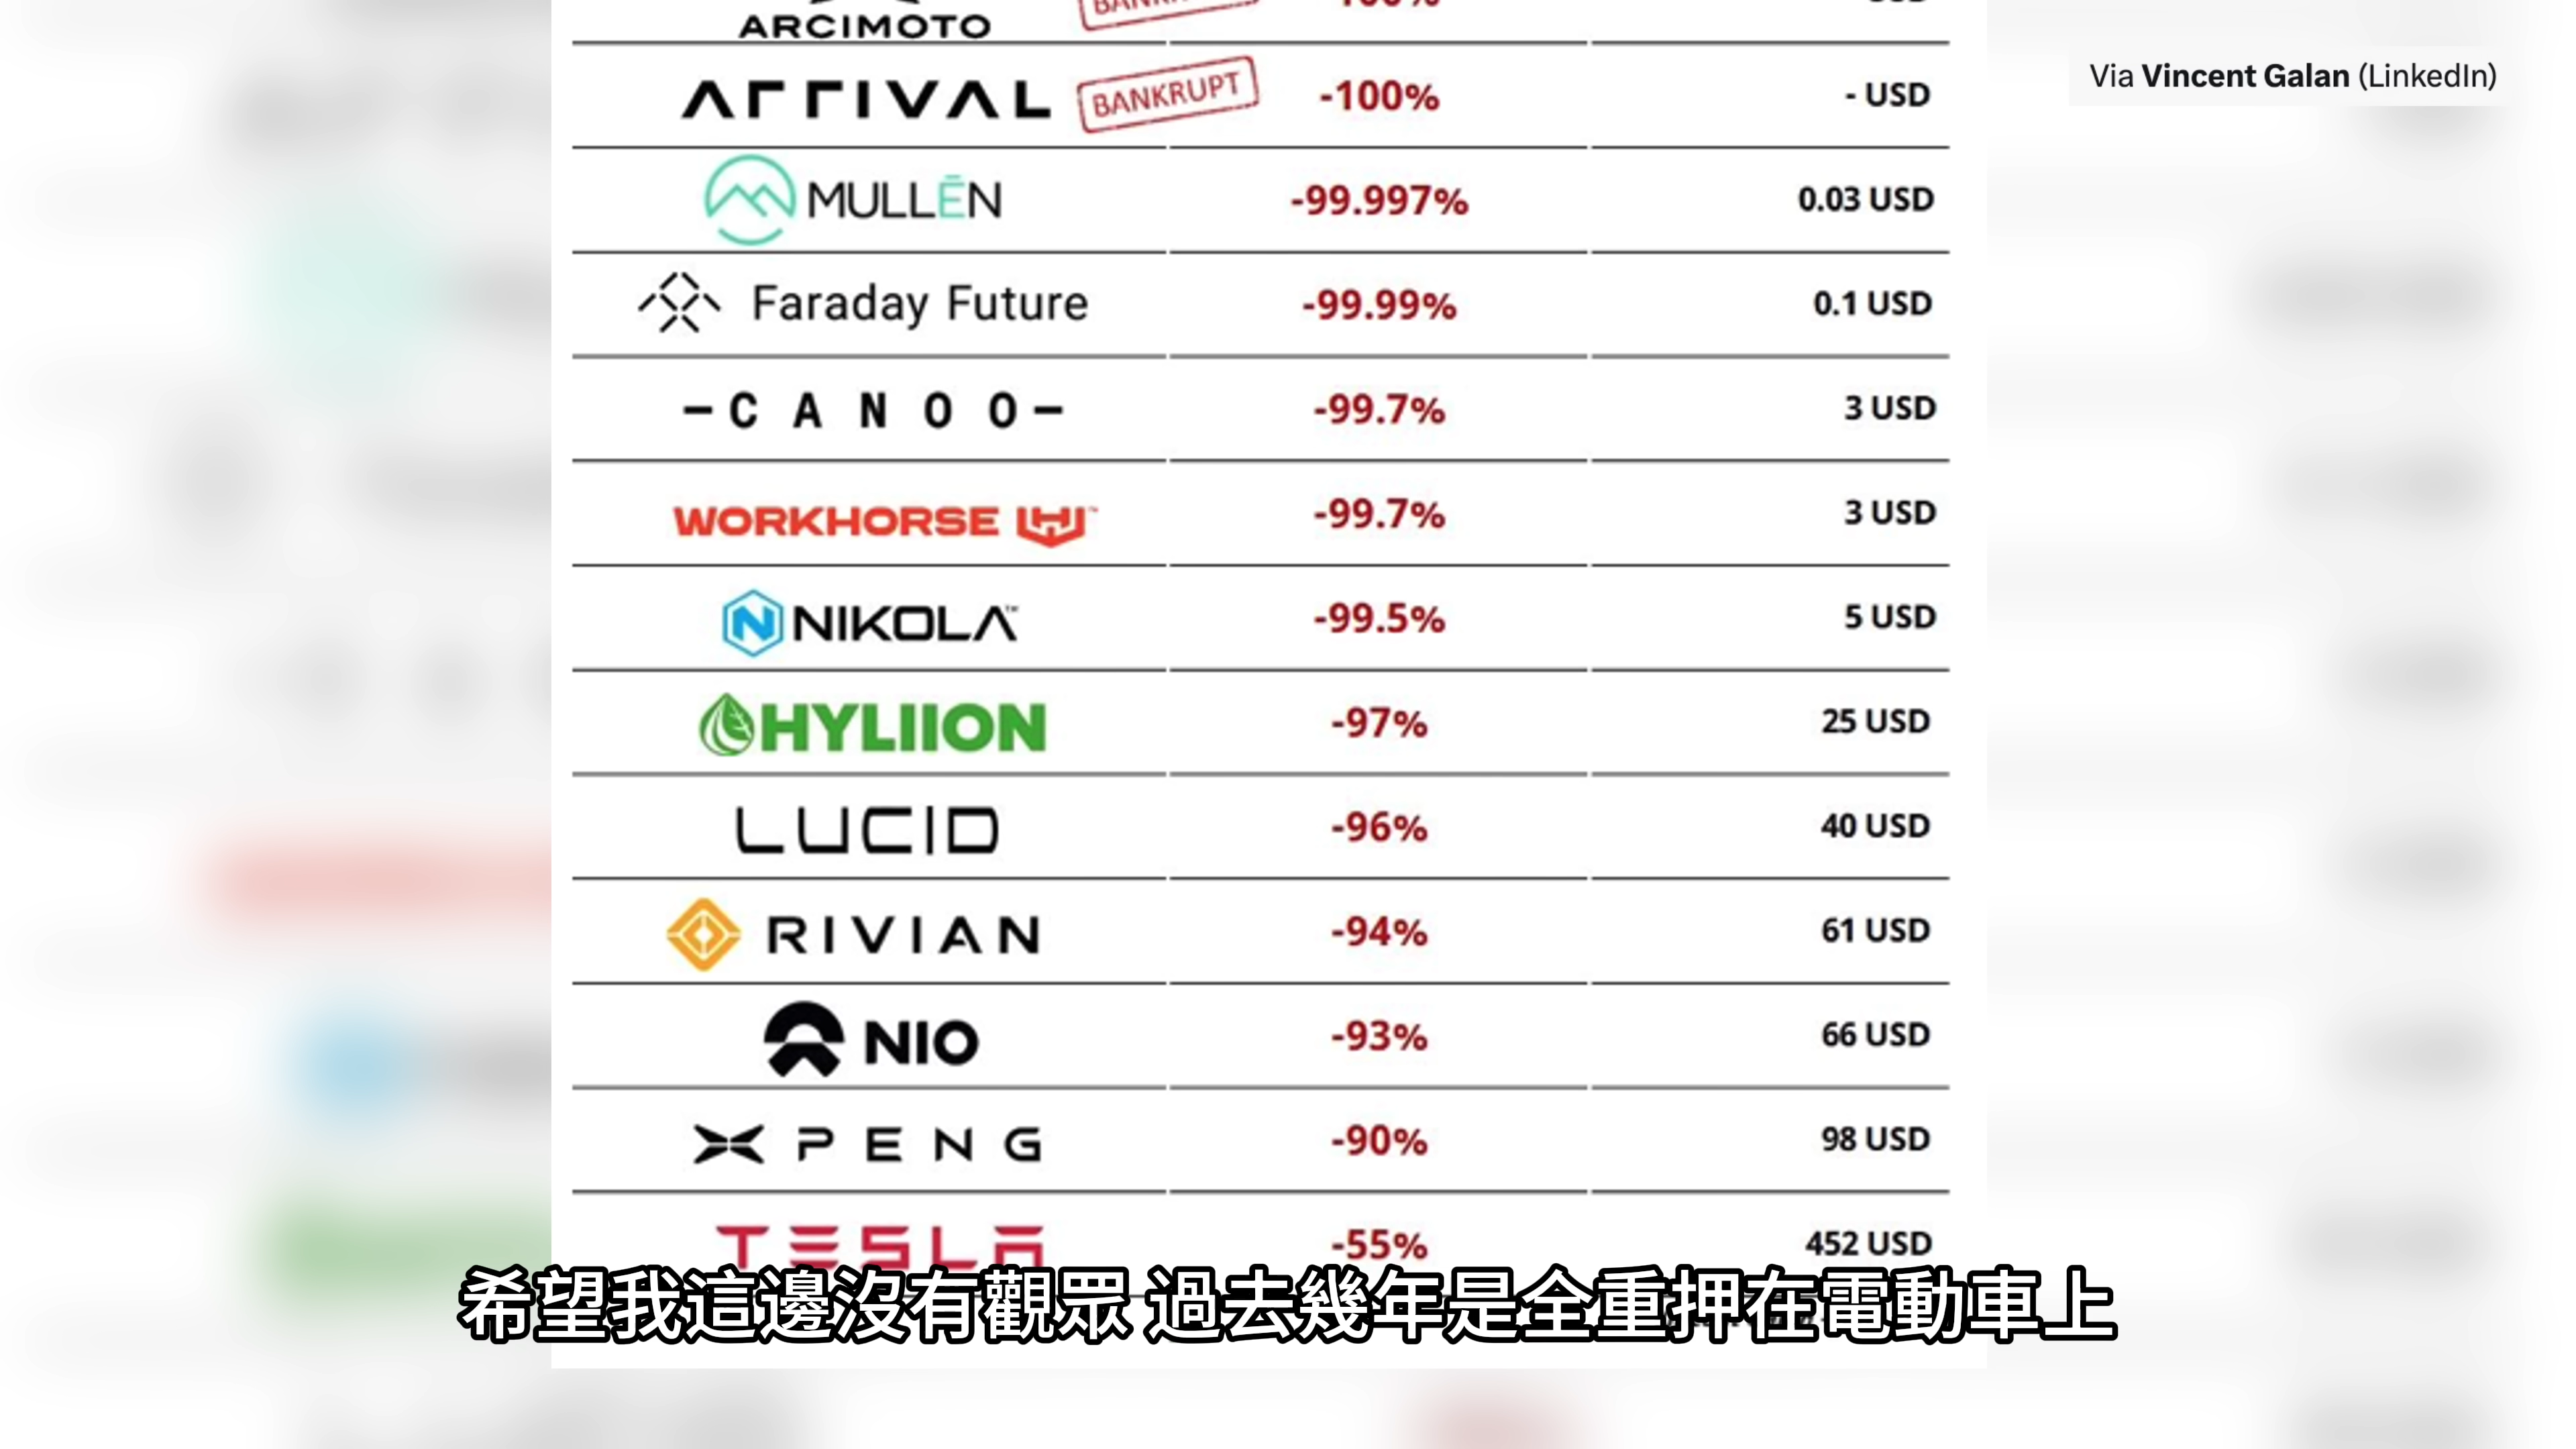 ARCIMOTO
Via Vincent Galan (LinkedIn)
ARRIVAL BANKRUPT -100% - USD
MULLĒN -99.997% 0.03 USD
Faraday Future -99.99% 0.1 USD
-CANOO- -99.7% 3 USD
WORKHORSE -99.7% 3 USD
NIKOLA™ -99.5% 5 USD
HYLIION -97% 25 USD
LUCID -96% 40 USD
RIVIAN -94% 61 USD
NIO -93% 66 USD
XPENG -90% 98 USD
TESLA -55% 452 USD
希望我這邊沒有觀眾 過去幾年是全重押在電動車上